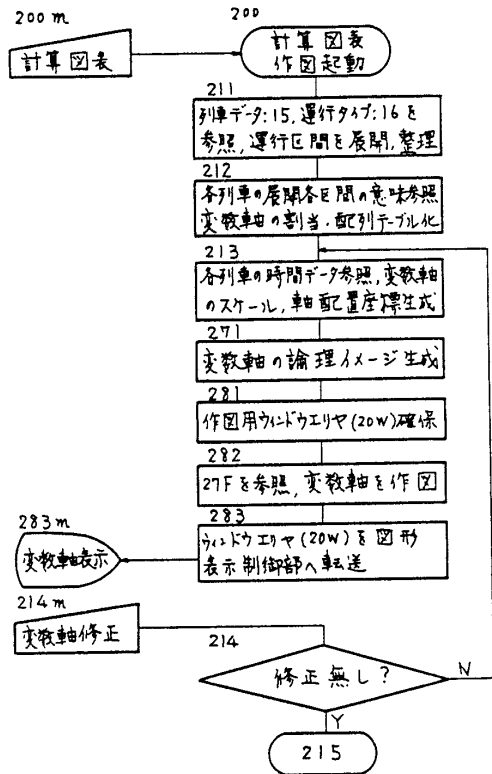 200m
200
計算図表
計算図表
作図起動
211
列車データ:15,運行タイプ:16を
参照,運行区間を展開,整理
212
各列車の展開各区間の意味参照
変数軸の割当・配列テーブル化
213
各列車の時間データ参照,変数軸
のスケール,軸配置座標生成
271
変数軸の論理イメージ生成
281
作図用ウィンドウエリヤ(20W)確保
282
27Fを参照,変数軸を作図
283m
283
変数軸表示
ウィンドウエリヤ(20W)を図形
表示制御部へ転送
214m
変数軸修正
214
修正無し?
N
Y
215